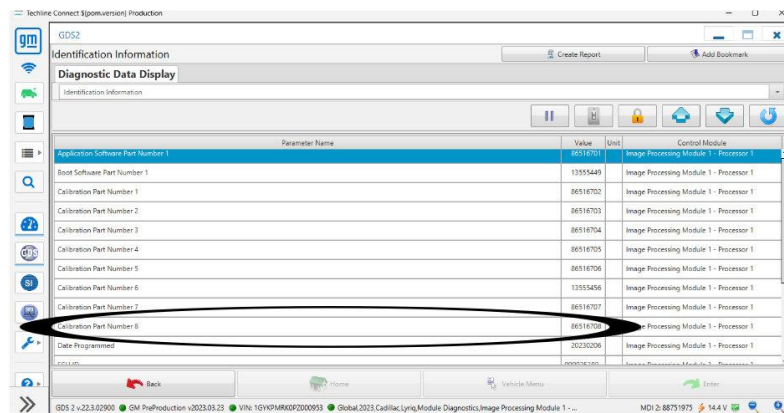 Techline Connect ${pom.version} Production
gm
GDS2
Identification Information
Create Report
Add Bookmark
Diagnostic Data Display
Identification Information
Parameter Name Value Unit Control Module
Application Software Part Number 1 86516701 Image Processing Module 1 - Processor 1
Boot Software Part Number 1 13555449 Image Processing Module 1 - Processor 1
Calibration Part Number 1 86516702 Image Processing Module 1 - Processor 1
Calibration Part Number 2 86516703 Image Processing Module 1 - Processor 1
Calibration Part Number 3 86516704 Image Processing Module 1 - Processor 1
Calibration Part Number 4 86516705 Image Processing Module 1 - Processor 1
Calibration Part Number 5 86516706 Image Processing Module 1 - Processor 1
Calibration Part Number 6 13555456 Image Processing Module 1 - Processor 1
Calibration Part Number 7 86516707 Image Processing Module 1 - Processor 1
Calibration Part Number 8 86516708 Processing Module 1 - Processor 1
Date Programmed 20230206 Image Processing Module 1 - Processor 1
SI
Back
Home
Vehicle Menu
Enter
GDS 2 v.22.3.02900 GM PreProduction v2023.03.23 VIN: 1GYKPMRK0PZ000953 Global,2023,Cadillac,Lyriq,Module Diagnostics,Image Processing Module 1 - ... MDI 2: 88751975 14.4 V